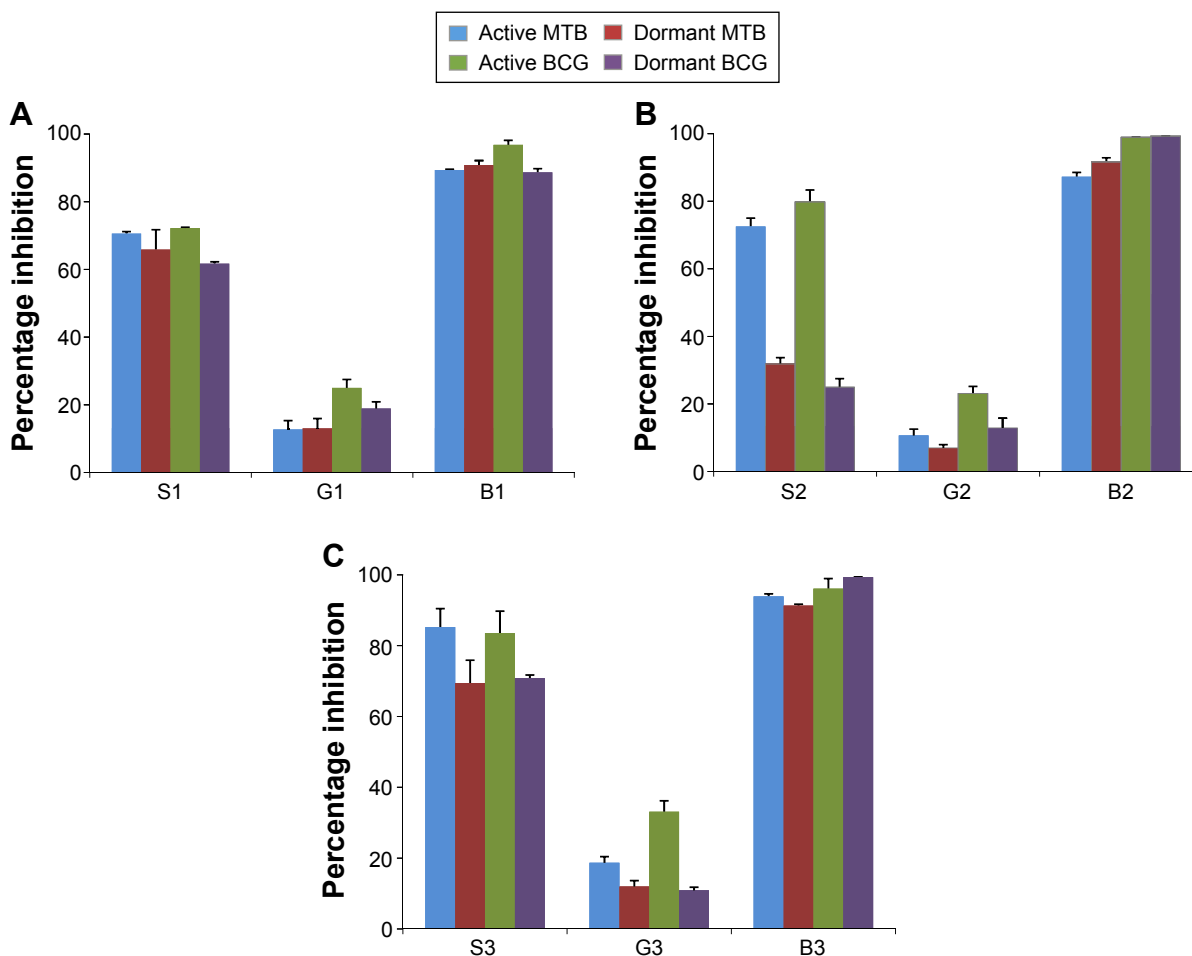 Active MTB Dormant MTB
Active BCG Dormant BCG
A
Percentage inhibition
100
80
60
40
20
0
S1 G1 B1
B
Percentage inhibition
100
80
60
40
20
0
S2 G2 B2
C
Percentage inhibition
100
80
60
40
20
0
S3 G3 B3